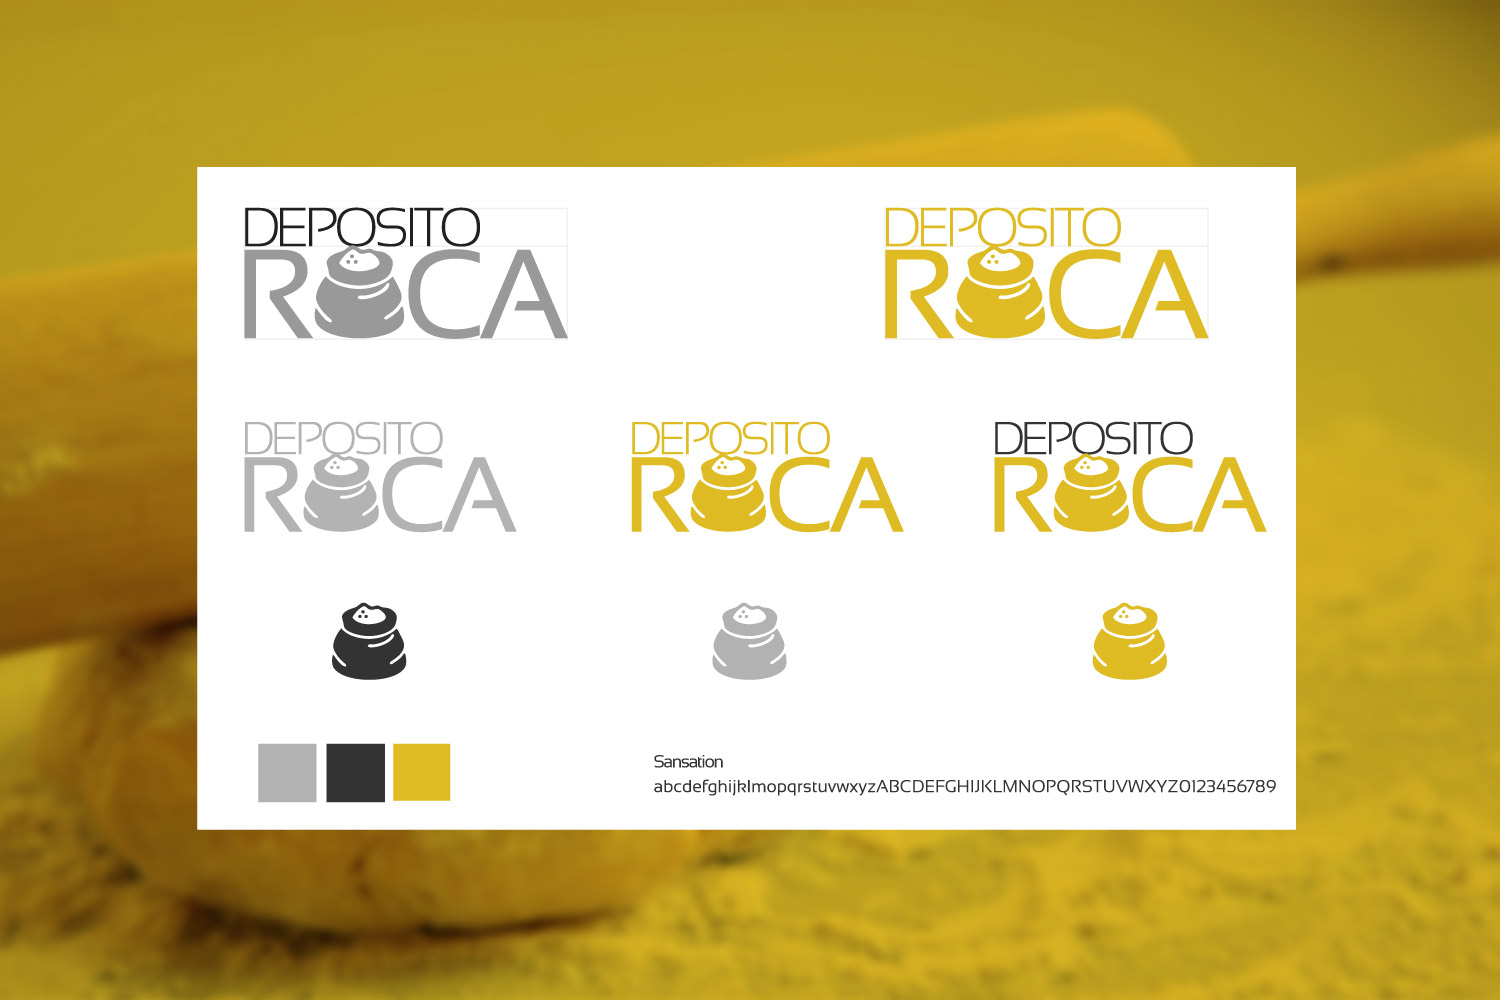 DEPOSITO
ROCA
DEPOSITO
ROCA
DEPOSITO
ROCA
DEPOSITO
ROCA
DEPOSITO
ROCA
Sansation
abcdefghijklmopqrstuvwxyzABCDEFGHIJKLMNOPQRSTUVWXYZ0123456789